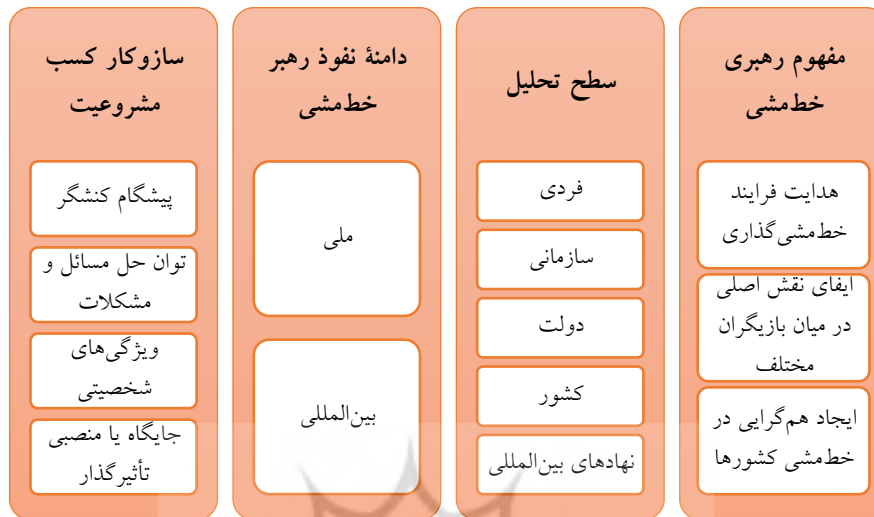 مفهوم رهبری
خط‌مشی
هدایت فرایند
خط‌مشی‌گذاری
ایفای نقش اصلی
در میان بازیگران
مختلف
ایجاد هم‌گرایی در
خط‌مشی کشورها
سطح تحلیل
فردی
سازمانی
دولت
کشور
نهادهای بین‌المللی
دامنۀ نفوذ رهبر
خط‌مشی
ملی
بین‌المللی
سازوکار کسب
مشروعیت
پیشگام کنشگر
توان حل مسائل و
مشکلات
ویژگی‌های
شخصیتی
جایگاه یا منصبی
تأثیرگذار